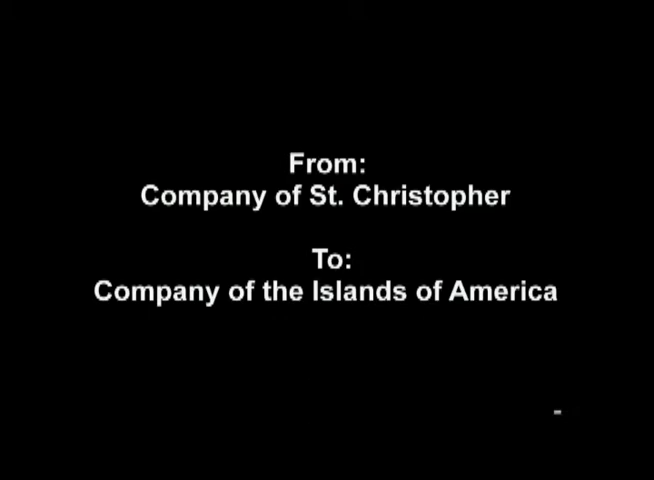 From:
Company of St. Christopher
To:
Company of the Islands of America